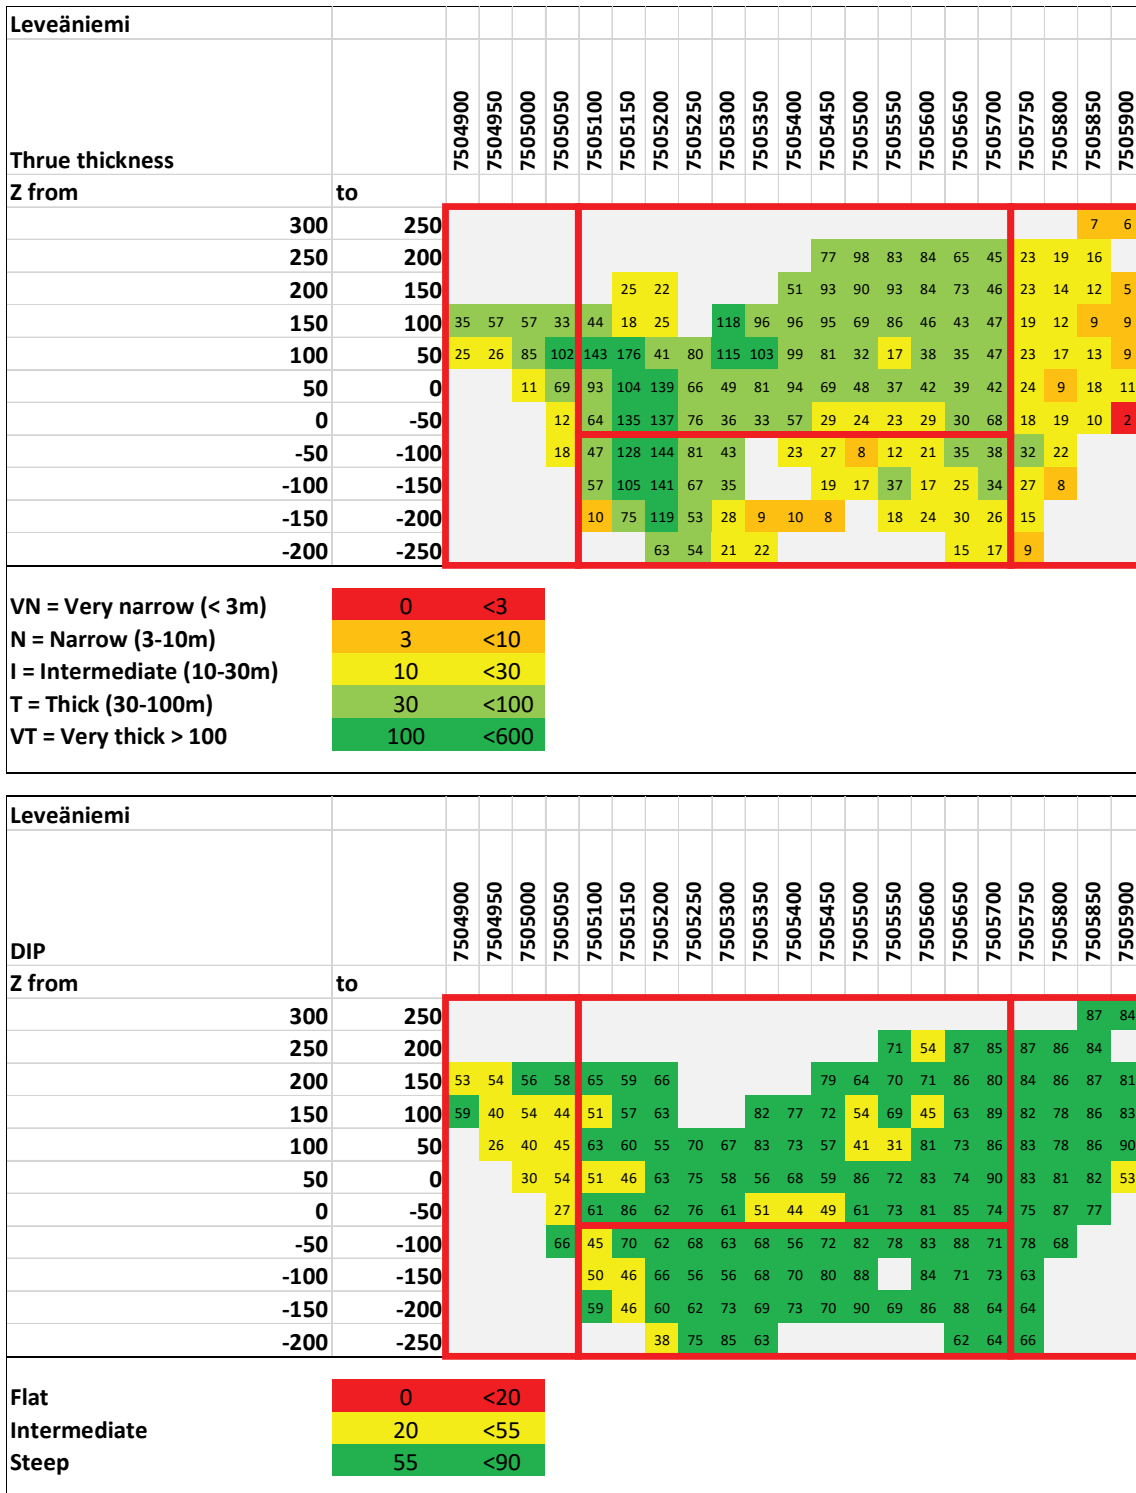 Leveäniemi
Thrue thickness 7504900 7504950 7505000 7505050 7505100 7505150 7505200 7505250 7505300 7505350 7505400 7505450 7505500 7505550 7505600 7505650 7505700 7505750 7505800 7505850 7505900
Z from to
300 250 7 6
250 200 77 98 83 84 65 45 23 19 16
200 150 25 22 51 93 90 93 84 73 46 23 14 12 5
150 100 35 57 57 33 44 18 25 118 96 96 95 69 86 46 43 47 19 12 9 9
100 50 25 26 85 102 143 176 41 80 115 103 99 81 32 17 38 35 47 23 17 13 9
50 0 11 69 93 104 139 66 49 81 94 69 48 37 42 39 42 24 9 18 11
0 -50 12 64 135 137 76 36 33 57 29 24 23 29 30 68 18 19 10 2
-50 -100 18 47 128 144 81 43 23 27 8 12 21 35 38 32 22
-100 -150 57 105 141 67 35 19 17 37 17 25 34 27 8
-150 -200 10 75 119 53 28 9 10 8 18 24 30 26 15
-200 -250 63 54 21 22 15 17 9
VN = Very narrow (< 3m) 0 <3
N = Narrow (3-10m) 3 <10
I = Intermediate (10-30m) 10 <30
T = Thick (30-100m) 30 <100
VT = Very thick > 100 100 <600
Leveäniemi
DIP 7504900 7504950 7505000 7505050 7505100 7505150 7505200 7505250 7505300 7505350 7505400 7505450 7505500 7505550 7505600 7505650 7505700 7505750 7505800 7505850 7505900
Z from to
300 250 87 84
250 200 71 54 87 85 87 86 84
200 150 53 54 56 58 65 59 66 79 64 70 71 86 80 84 86 87 81
150 100 59 40 54 44 51 57 63 82 77 72 54 69 45 63 89 82 78 86 83
100 50 26 40 45 63 60 55 70 67 83 73 57 41 31 81 73 86 83 78 86 90
50 0 30 54 51 46 63 75 58 56 68 59 86 72 83 74 90 83 81 82 53
0 -50 27 61 86 62 76 61 51 44 49 61 73 81 85 74 75 87 77
-50 -100 66 45 70 62 68 63 68 56 72 82 78 83 88 71 78 68
-100 -150 50 46 66 56 56 68 70 80 88 84 71 73 63
-150 -200 59 46 60 62 73 69 73 70 90 69 86 88 64 64
-200 -250 38 75 85 63 62 64 66
Flat 0 <20
Intermediate 20 <55
Steep 55 <90